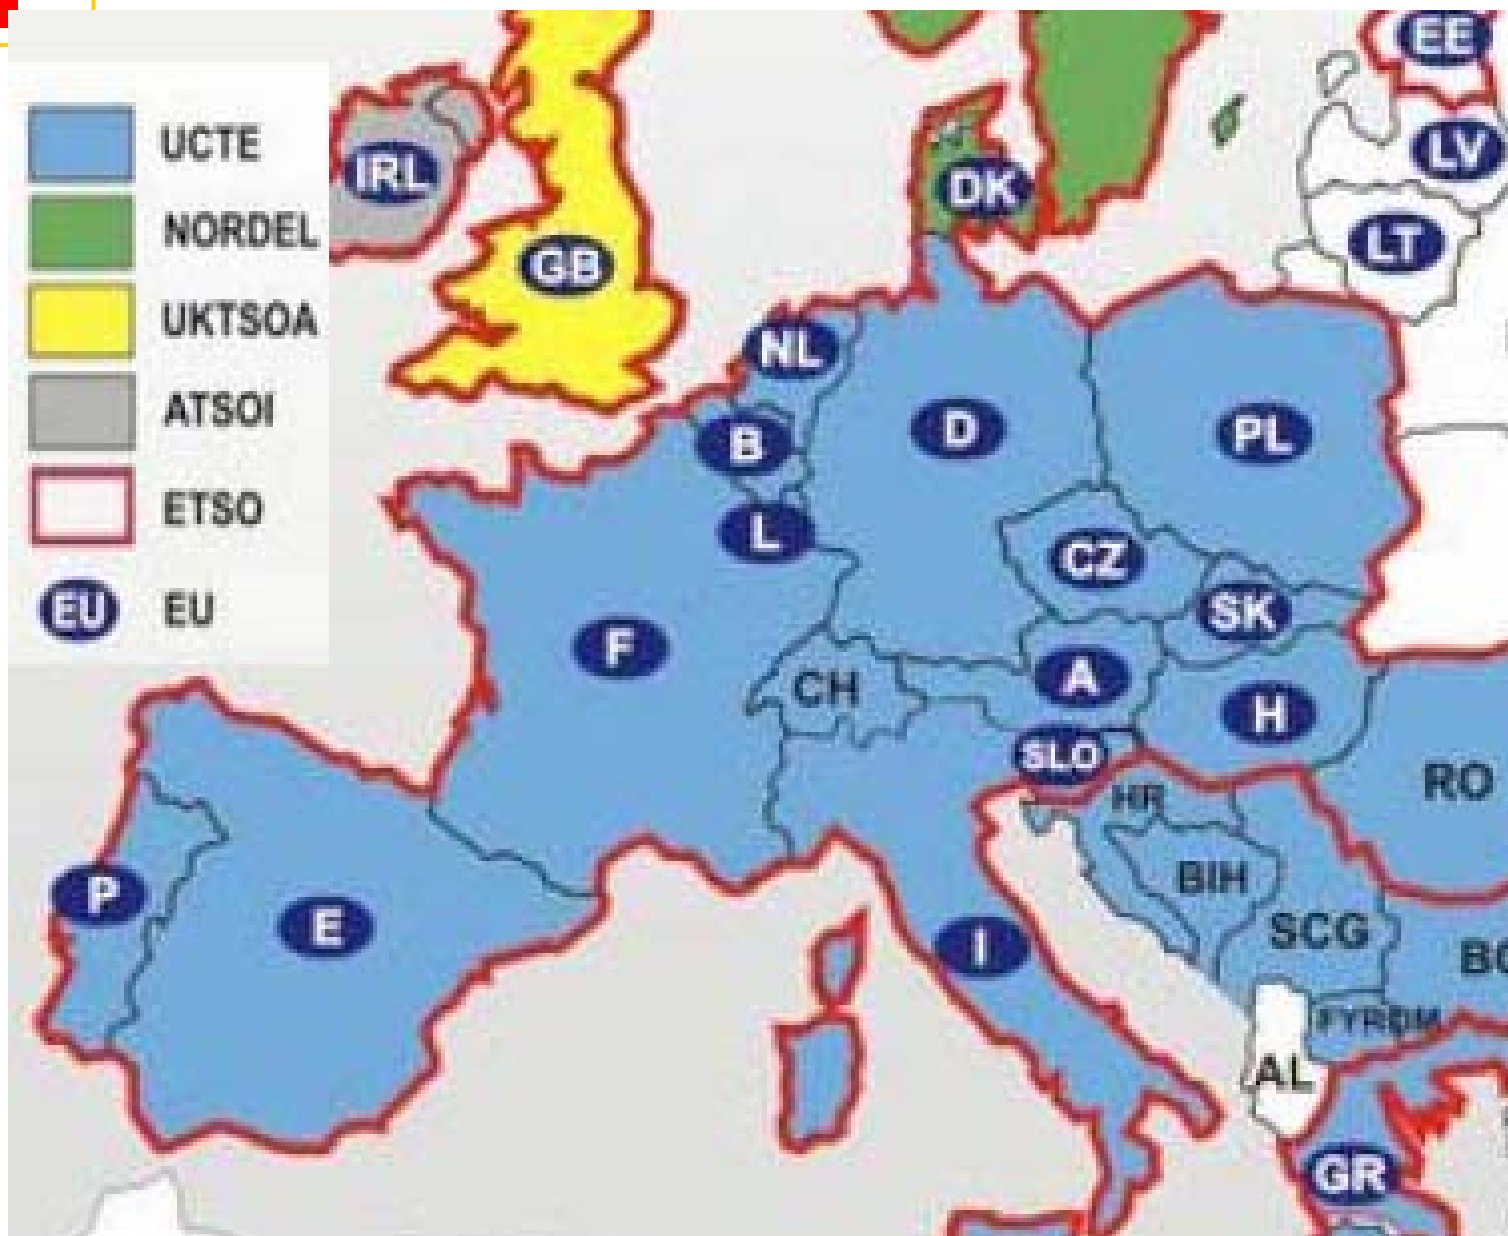 UCTE
NORDEL
UKTSOA
ATSOI
ETSO
EU EU
EE
LV
IRL
DK
LT
GB
NL
D
PL
B
L
CZ
SK
F
A
CH
H
SLO
RO
HR
BIH
P
E
SCG
I
FYROM
AL
GR